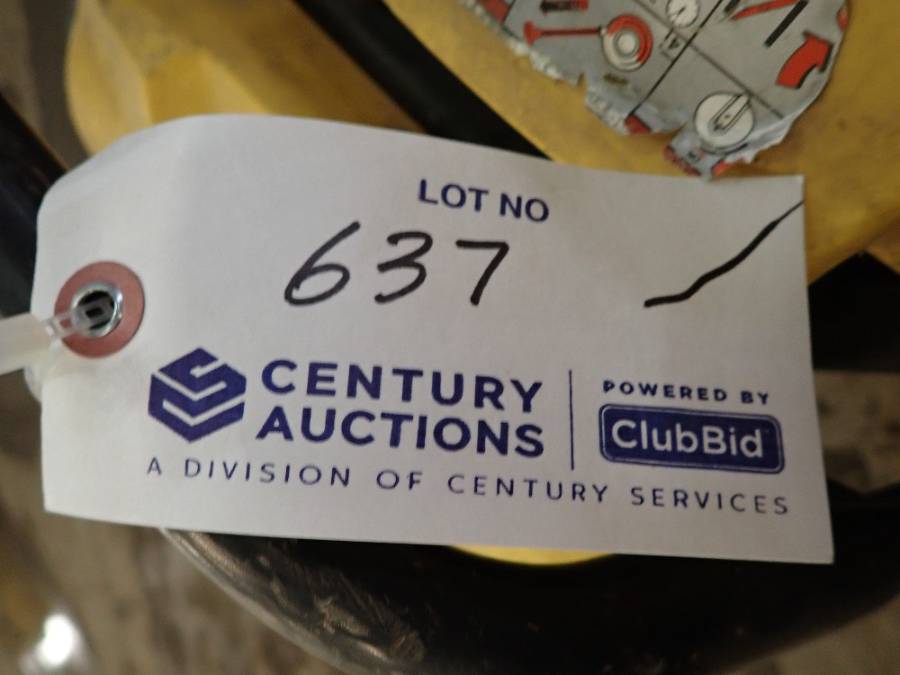 LOT NO
637
CENTURY
AUCTIONS
POWERED BY
ClubBid
A DIVISION OF CENTURY SERVICES